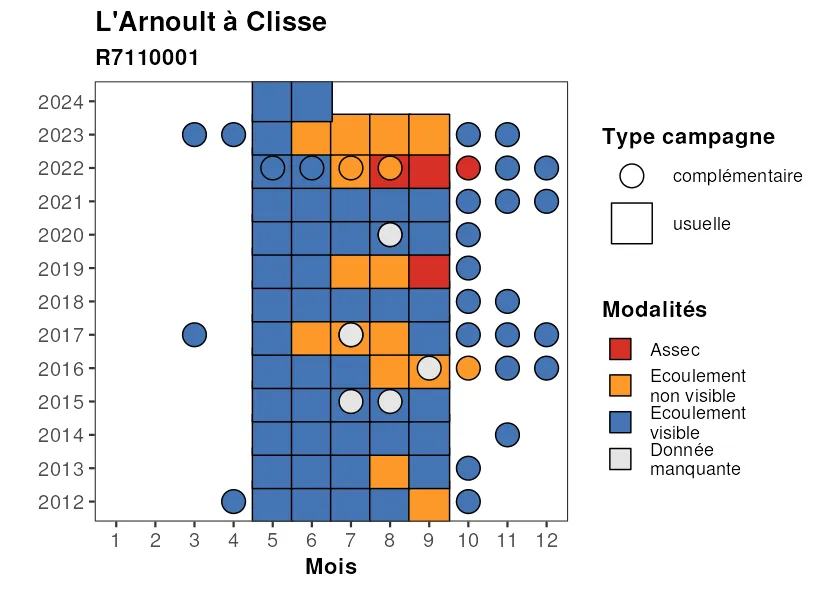 L'Arnoult à Clisse
R7110001
2024
2023
2022
2021
2020
2019
2018
2017
2016
2015
2014
2013
2012
1 2 3 4 5 6 7 8 9 10 11 12
Mois
Type campagne
complémentaire
usuelle
Modalités
Assec
Ecoulement
non visible
Ecoulement
visible
Donnée
manquante